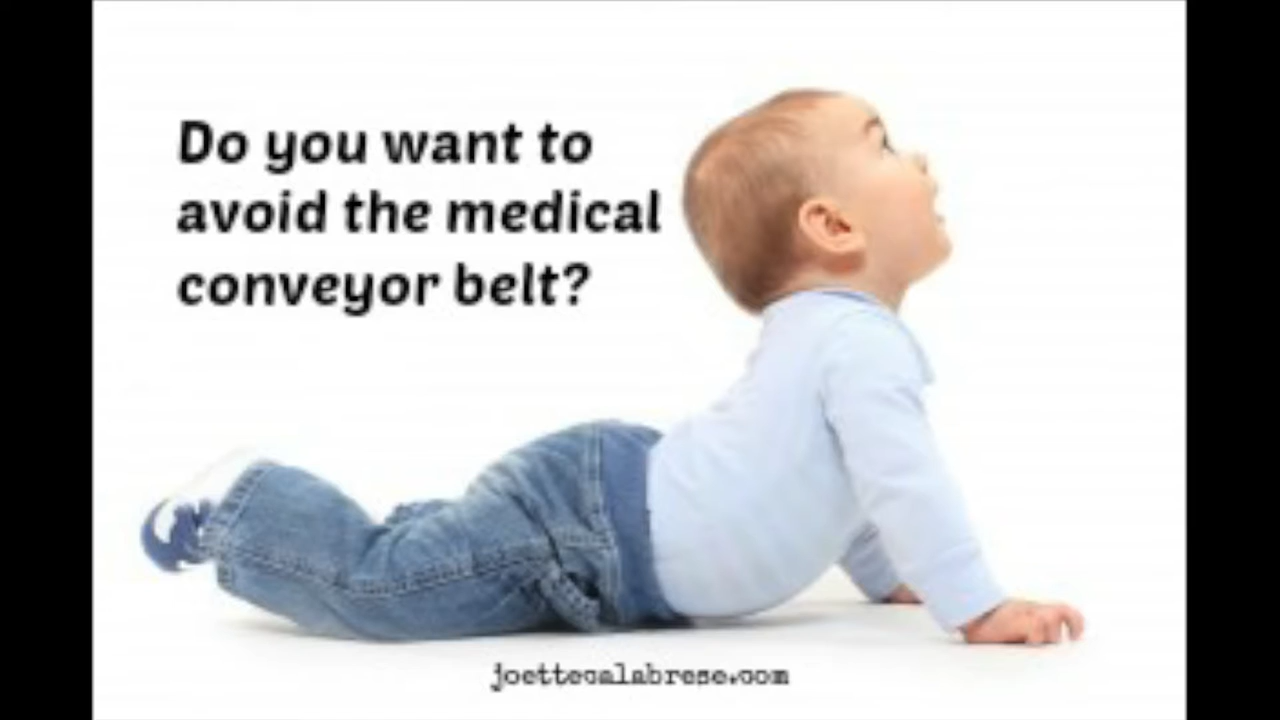 Do you want to
avoid the medical
conveyor belt?
joettecalabrese.com